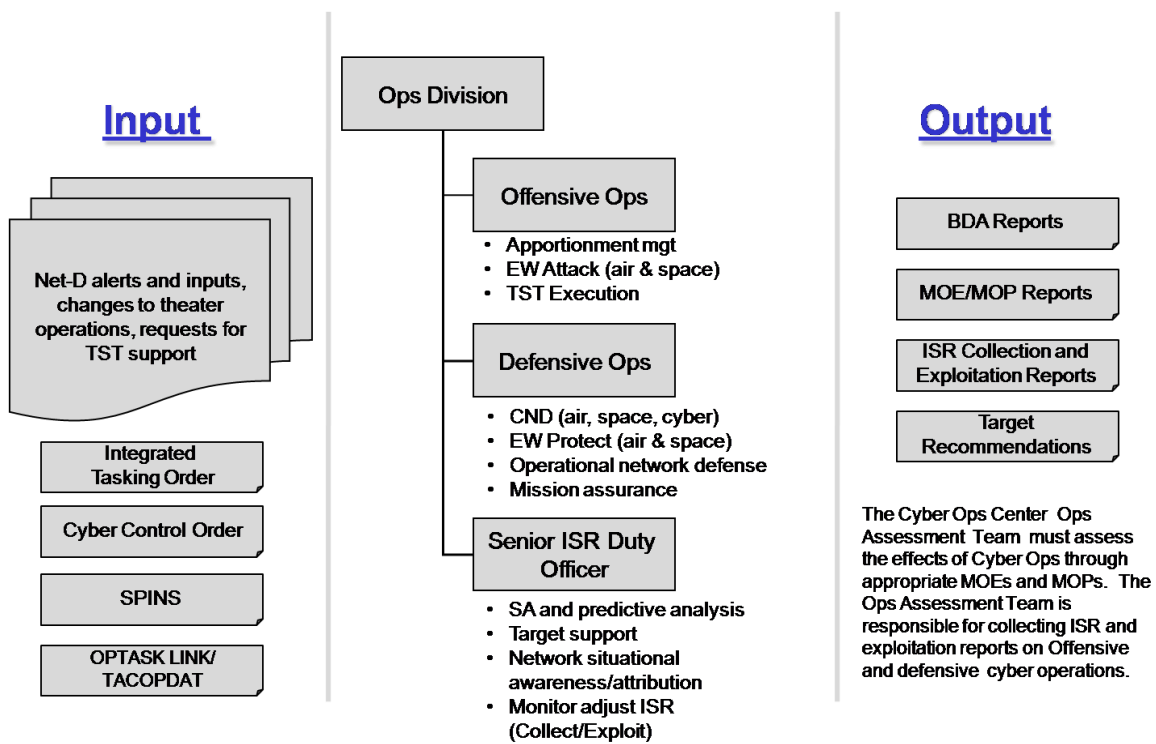 Input
Net-D alerts and inputs,
changes to theater
operations, requests for
TST support
Integrated
Tasking Order
Cyber Control Order
SPINS
OPTASK LINK/
TACOPDAT
Ops Division
Offensive Ops
• Apportionment mgt
• EW Attack (air & space)
• TST Execution
Defensive Ops
• CND (air, space, cyber)
• EW Protect (air & space)
• Operational network defense
• Mission assurance
Senior ISR Duty
Officer
• SA and predictive analysis
• Target support
• Network situational
awareness/attribution
• Monitor adjust ISR
(Collect/Exploit)
Output
BDA Reports
MOE/MOP Reports
ISR Collection and
Exploitation Reports
Target
Recommendations
The Cyber Ops Center Ops
Assessment Team must assess
the effects of Cyber Ops through
appropriate MOEs and MOPs. The
Ops Assessment Team is
responsible for collecting ISR and
exploitation reports on Offensive
and defensive cyber operations.